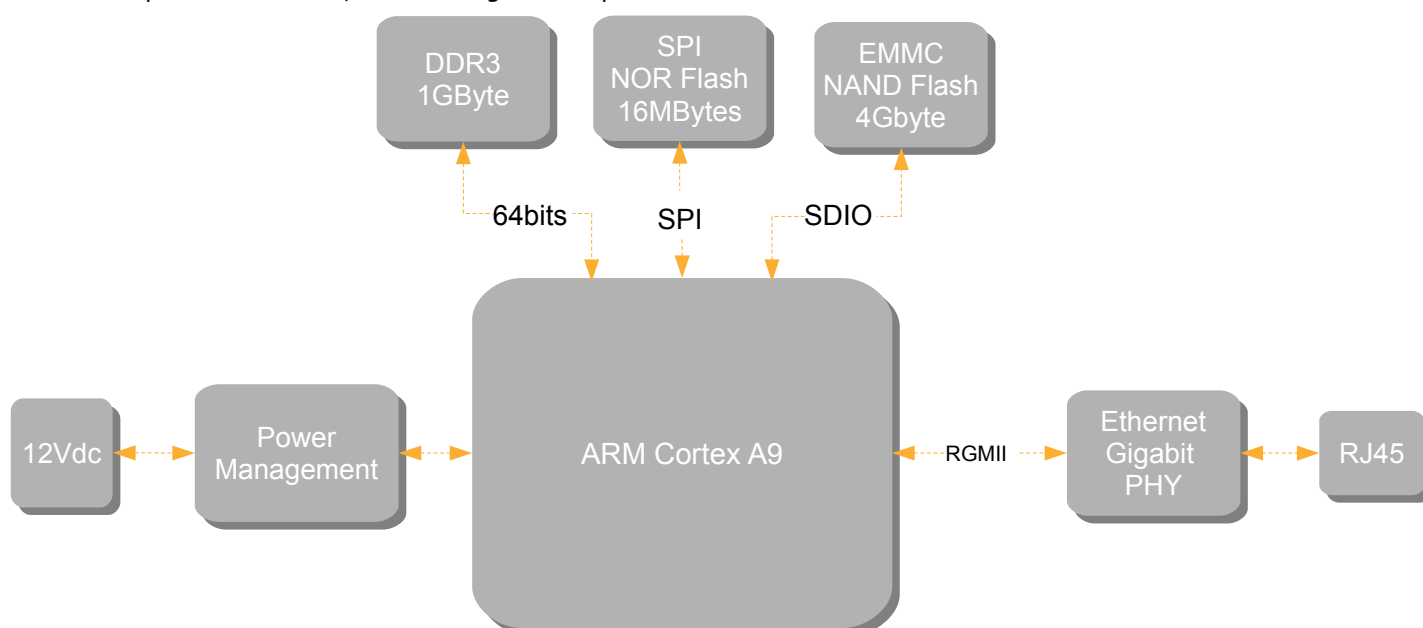 DDR3
1GByte
SPI
NOR Flash
16MBytes
EMMC
NAND Flash
4Gbyte
64bits
SPI
SDIO
12Vdc
Power
Management
ARM Cortex A9
RGMII
Ethernet
Gigabit
PHY
RJ45